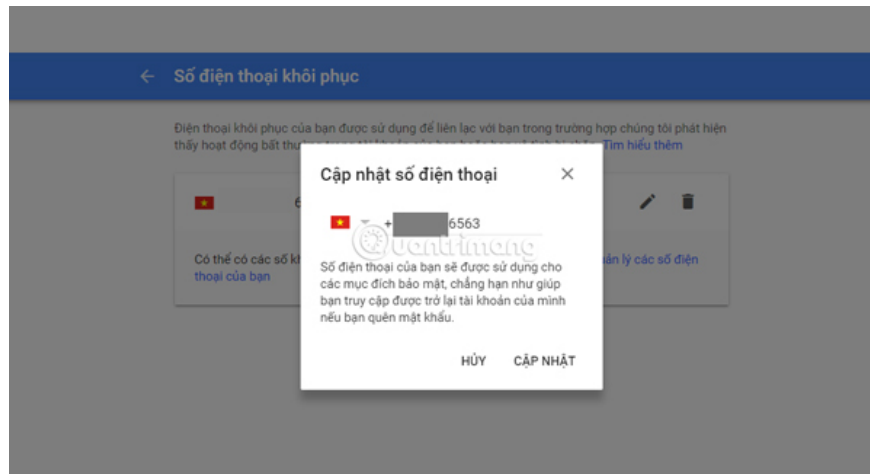 Số điện thoại khôi phục
Điện thoại khôi phục của bạn được sử dụng để liên lạc với bạn trong trường hợp chúng tôi phát hiện
thấy hoạt động bất Tìm hiểu thêm
Cập nhật số điện thoại
6
+ 6563
Quantrimang
Có thể có các số quản lý các số điện
thoại của bạn
Số điện thoại của bạn sẽ được sử dụng cho
các mục đích bảo mật, chẳng hạn như giúp
bạn truy cập được trở lại tài khoản của mình
nếu bạn quên mật khẩu.
HỦY CẬP NHẬT